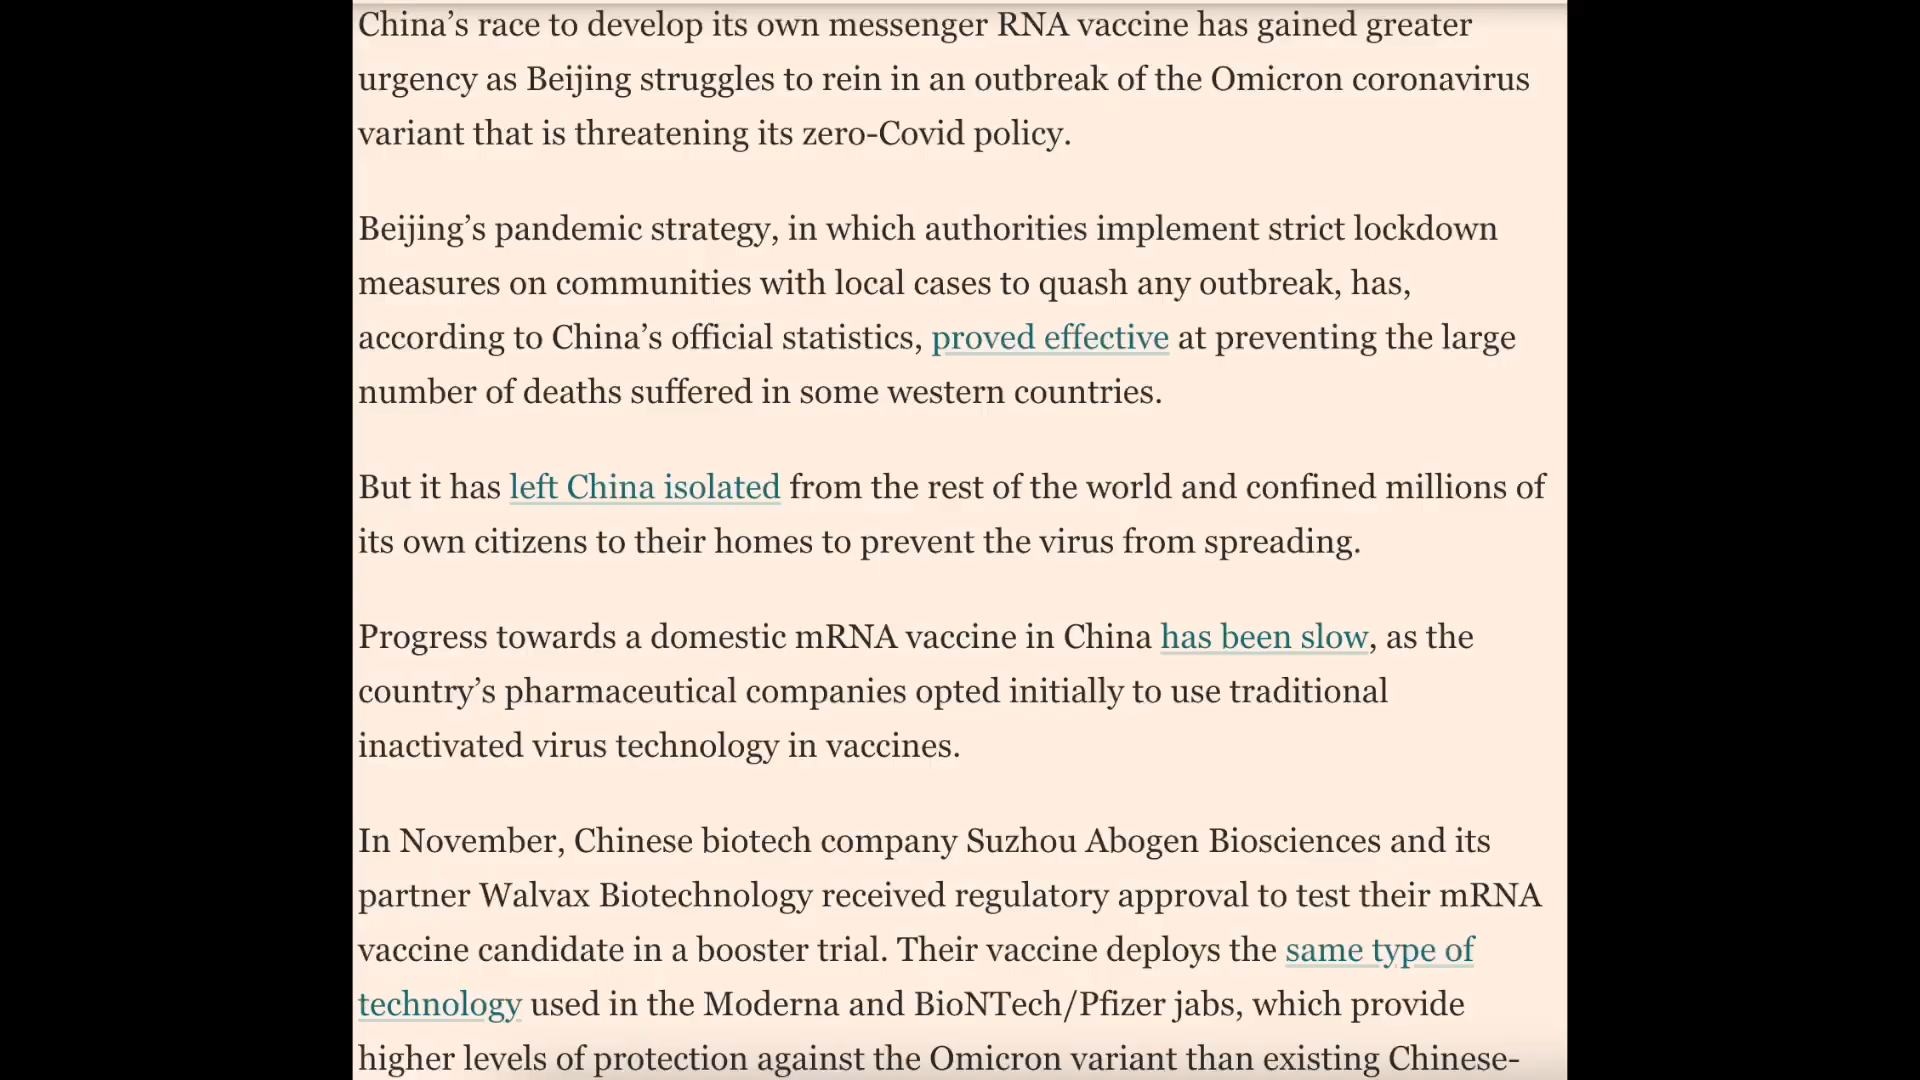 China’s race to develop its own messenger RNA vaccine has gained greater
urgency as Beijing struggles to rein in an outbreak of the Omicron coronavirus
variant that is threatening its zero-Covid policy.
Beijing’s pandemic strategy, in which authorities implement strict lockdown
measures on communities with local cases to quash any outbreak, has,
according to China’s official statistics, proved effective at preventing the large
number of deaths suffered in some western countries.
But it has left China isolated from the rest of the world and confined millions of
its own citizens to their homes to prevent the virus from spreading.
Progress towards a domestic mRNA vaccine in China has been slow, as the
country’s pharmaceutical companies opted initially to use traditional
inactivated virus technology in vaccines.
In November, Chinese biotech company Suzhou Abogen Biosciences and its
partner Walvax Biotechnology received regulatory approval to test their mRNA
vaccine candidate in a booster trial. Their vaccine deploys the same type of
technology used in the Moderna and BioNTech/Pfizer jabs, which provide
higher levels of protection against the Omicron variant than existing Chinese-